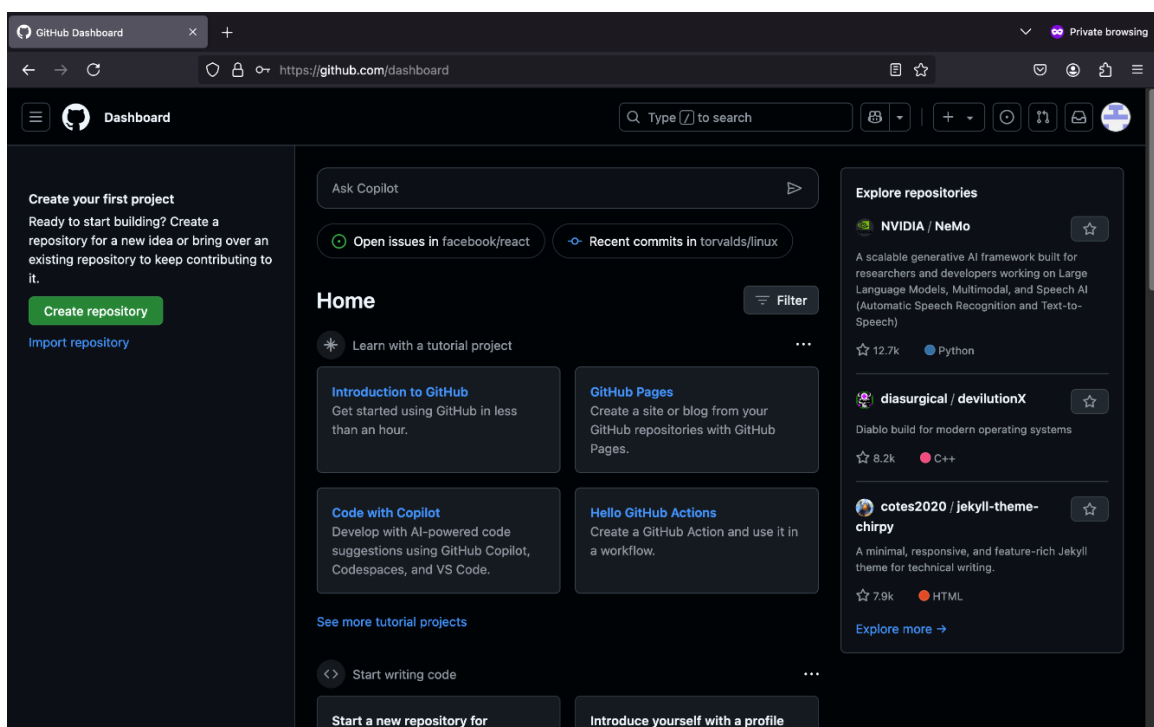 GitHub Dashboard
Private browsing
https://github.com/dashboard
Dashboard
Type / to search
Create your first project
Ready to start building? Create a
repository for a new idea or bring over an
existing repository to keep contributing to
it.
Create repository
Import repository
Ask Copilot
Open issues in facebook/react
Recent commits in torvalds/linux
Home
Filter
Learn with a tutorial project
Introduction to GitHub
Get started using GitHub in less
than an hour.
GitHub Pages
Create a site or blog from your
GitHub repositories with GitHub
Pages.
Code with Copilot
Develop with AI-powered code
suggestions using GitHub Copilot,
Codespaces, and VS Code.
Hello GitHub Actions
Create a GitHub Action and use it in
a workflow.
See more tutorial projects
Start writing code
Start a new repository for
Introduce yourself with a profile
Explore repositories
NVIDIA / NeMo
A scalable generative AI framework built for
researchers and developers working on Large
Language Models, Multimodal, and Speech AI
(Automatic Speech Recognition and Text-to-
Speech)
12.7k Python
diasurgical / devilutionX
Diablo build for modern operating systems
8.2k C++
cotes2020 / jekyll-theme-
chirpy
A minimal, responsive, and feature-rich Jekyll
theme for technical writing.
7.9k HTML
Explore more →